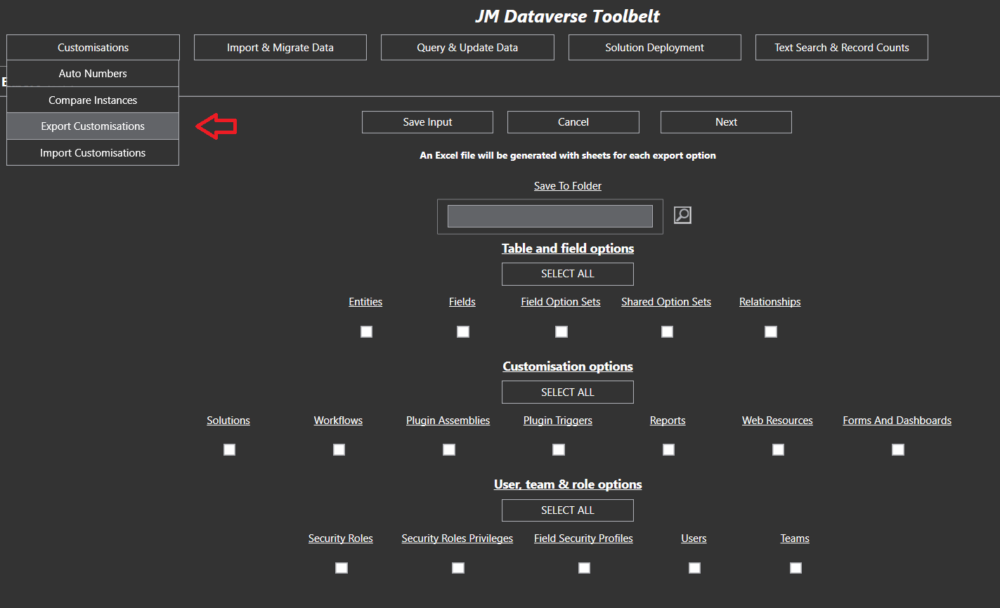 JM Dataverse Toolbelt
Customisations Import & Migrate Data Query & Update Data Solution Deployment Text Search & Record Counts
Auto Numbers
Compare Instances
Export Customisations
Import Customisations
Save Input Cancel Next
An Excel file will be generated with sheets for each export option
Save To Folder
Table and field options
SELECT ALL
Entities Fields Field Option Sets Shared Option Sets Relationships
Customisation options
SELECT ALL
Solutions Workflows Plugin Assemblies Plugin Triggers Reports Web Resources Forms And Dashboards
User, team & role options
SELECT ALL
Security Roles Security Roles Privileges Field Security Profiles Users Teams